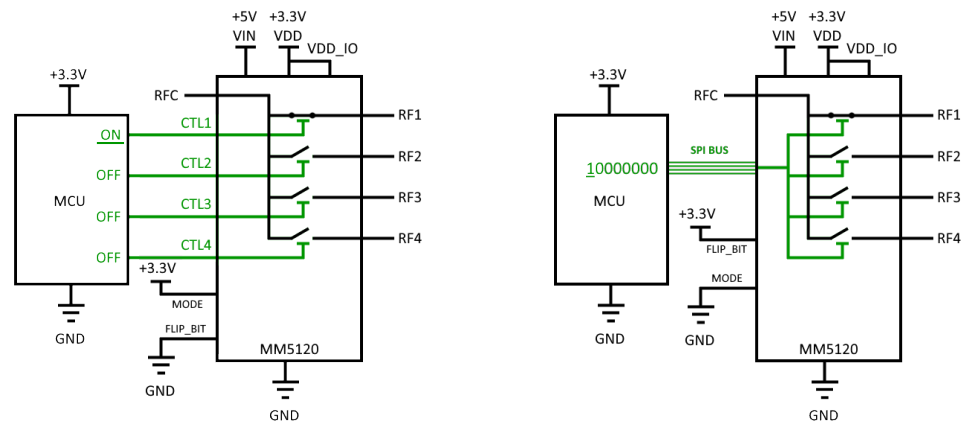 +5V
VIN
+3.3V
VDD
VDD_IO
+3.3V
RFC
CTL1
RF1
ON
CTL2
RF2
OFF
MCU
CTL3
RF3
OFF
CTL4
RF4
OFF
+3.3V
MODE
FLIP_BIT
GND
GND
MM5120
GND
+5V
VIN
+3.3V
VDD
VDD_IO
+3.3V
RFC
RF1
SPI BUS
RF2
10000000
MCU
RF3
+3.3V
RF4
FLIP_BIT
MODE
GND
GND
MM5120
GND